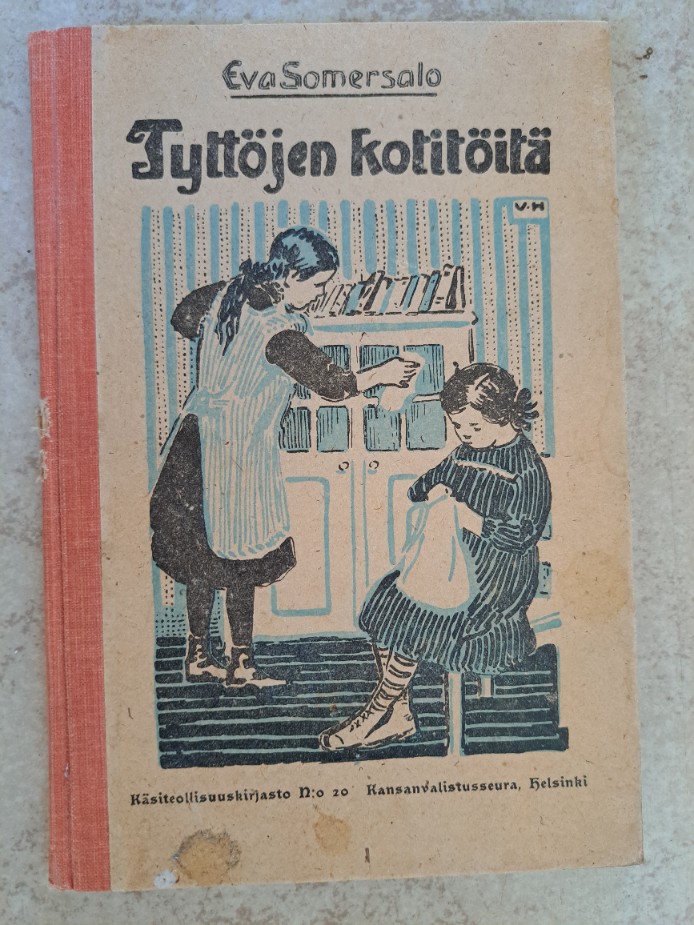 Eva Somersalo
Tyttöjen kotitöitä
V·H
Käsiteollisuuskirjasto N:o 20 Kansanvalistusseura, Helsinki